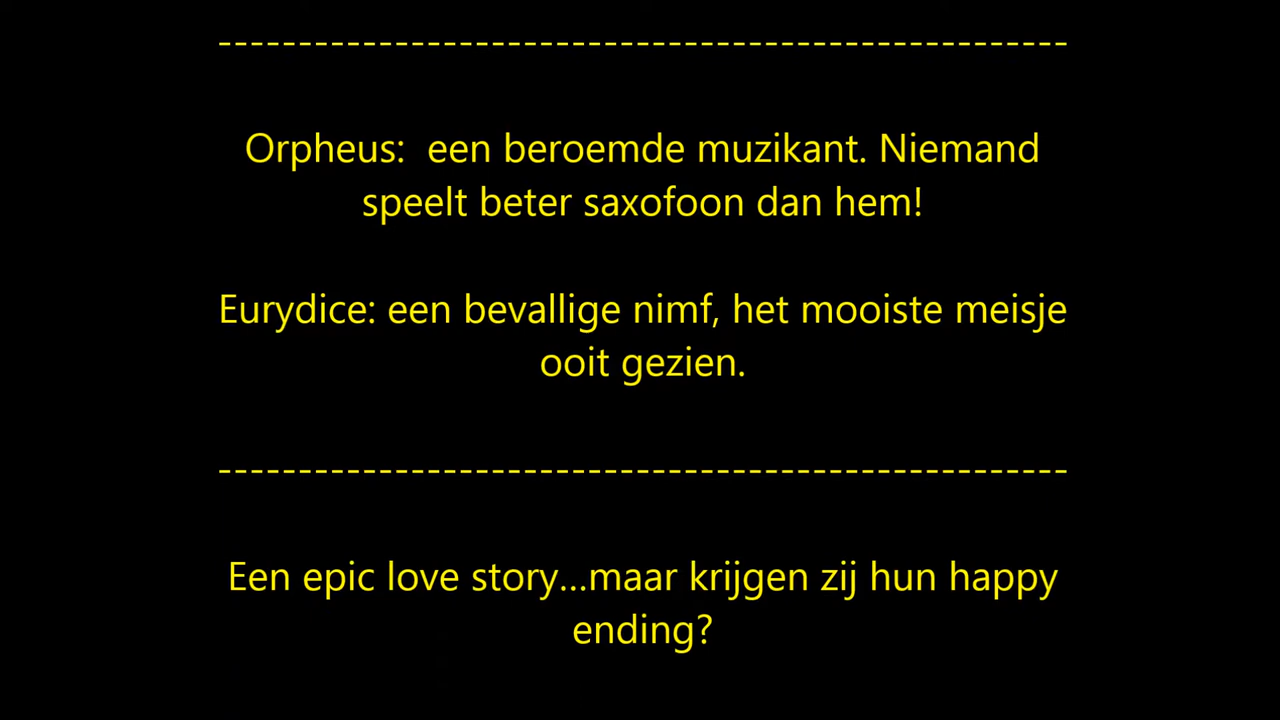 -----------------------------------------------------
Orpheus:  een beroemde muzikant. Niemand
speelt beter saxofoon dan hem!
Eurydice: een bevallige nimf, het mooiste meisje
ooit gezien.
-----------------------------------------------------
Een epic love story...maar krijgen zij hun happy
ending?